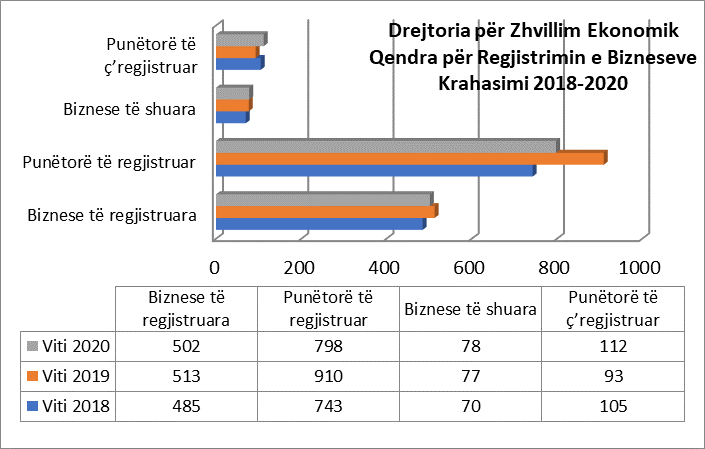 Drejtoria për Zhvillim Ekonomik
Qendra për Regjistrimin e Bizneseve
Krahasimi 2018-2020
Punëtorë të
ç’regjistruar
Biznese të shuara
Punëtorë të regjistruar
Biznese të regjistruara
0 200 400 600 800 1000
Biznese të regjistruara Punëtorë të regjistruar Biznese të shuara Punëtorë të ç’regjistruar
Viti 2020 502 798 78 112
Viti 2019 513 910 77 93
Viti 2018 485 743 70 105